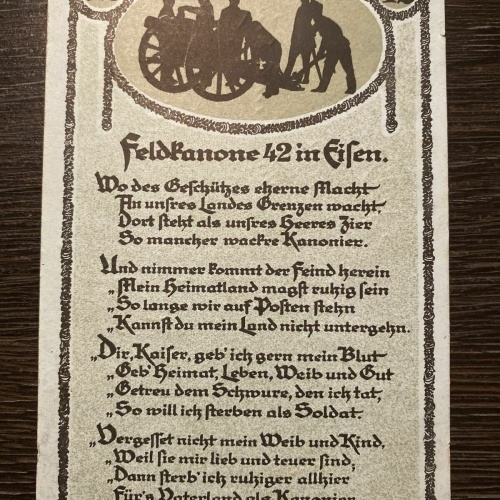 Feldkanone 42 in Eisen.
Wo des Geschützes eherne Macht
An unsres Landes Grenzen wacht,
Dort steht als unsres Heeres Zier
So mancher wackre Kanonier.
Und nimmer kommt der Feind herein
„Mein Heimatland magst ruhig sein
„So lange wir auf Posten stehn
„Kannst du mein Land nicht untergehn.
„Dir, Kaiser, geb' ich gern mein Blut
„Geb' Heimat, Leben, Weib und Gut
„Getreu dem Schwure, den ich tat,
„So will ich sterben als Soldat.
„Vergesset nicht mein Weib und Kind,
„Weil sie mir lieb und teuer sind;
„Dann sterb' ich ruhiger allhier
Für's Vaterland als Kanonier